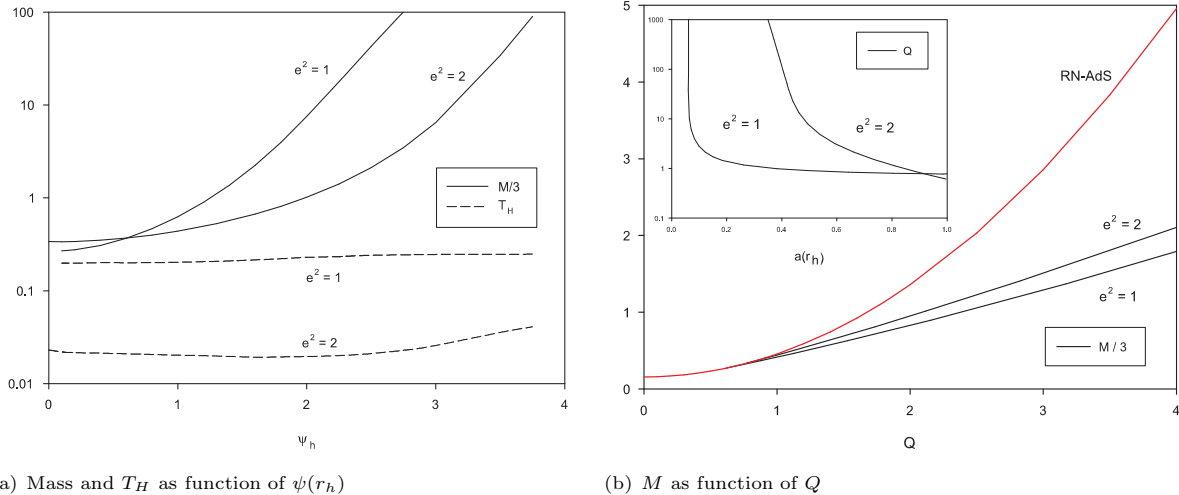 100
10
1
0.1
0.01
0
1
2
3
4
e² = 1
e² = 2
M/3
T_H
e² = 1
e² = 2
ψ_h
a) Mass and T_H as function of ψ(r_h)
5
4
3
2
1
0
0
1
2
3
4
1000
100
10
1
0.1
0.0
0.2
0.4
0.6
0.8
1.0
Q
e² = 1
e² = 2
a(r_h)
RN-AdS
e² = 2
e² = 1
M / 3
Q
(b) M as function of Q